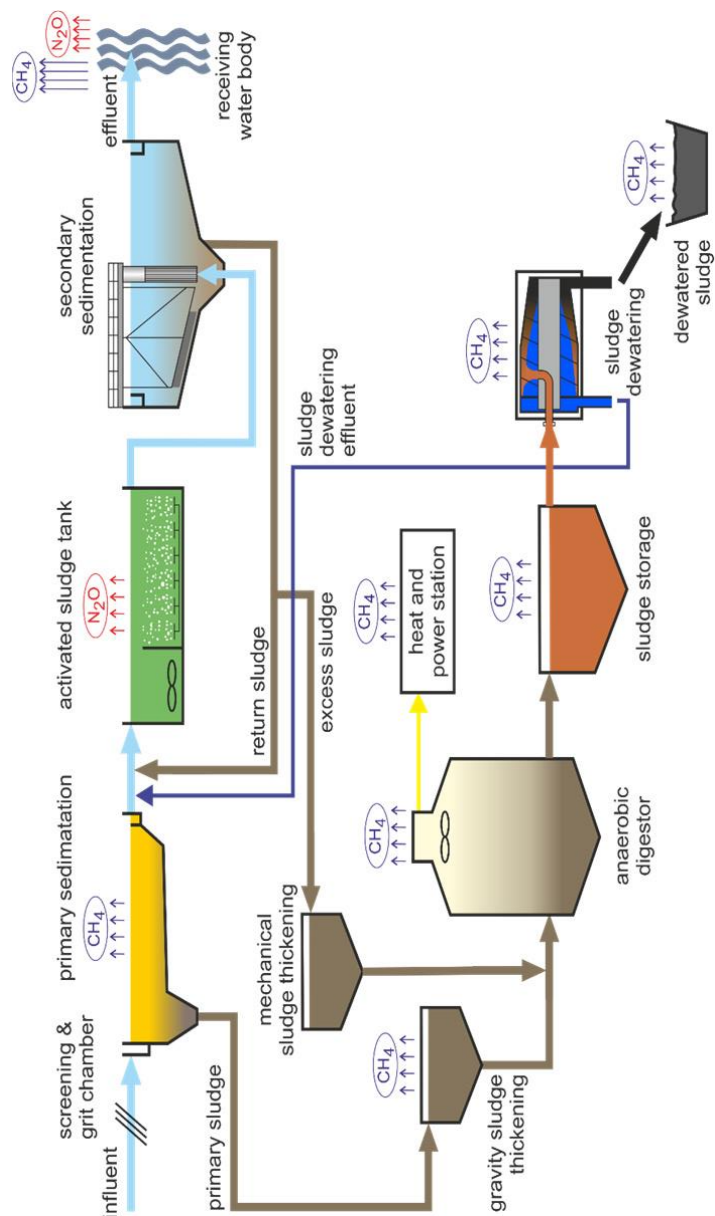 influent
screening &
grit chamber
primary sedimatation
CH4
activated sludge tank
N2O
secondary
sedimentation
effluent
CH4
N2O
receiving
water body
primary sludge
return sludge
excess sludge
sludge
dewatering
effluent
mechanical
sludge thickening
gravity sludge
thickening
CH4
anaerobic
digestor
CH4
heat and
power station
CH4
sludge storage
CH4
sludge
dewatering
CH4
dewatered
sludge
CH4